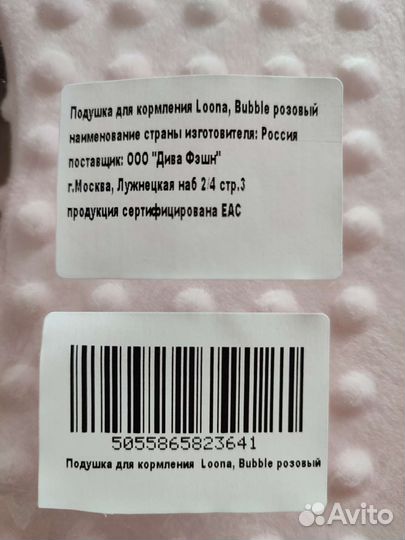 Подушка для кормления Loona, Bubble розовый
наименование страны изготовителя: Россия
поставщик: ООО "Дива Фэшн"
г.Москва, Лужнецкая наб 2/4 стр.3
продукция сертифицирована ЕАС
5055865823641
Подушка для кормления Loona, Bubble розовый
Avito